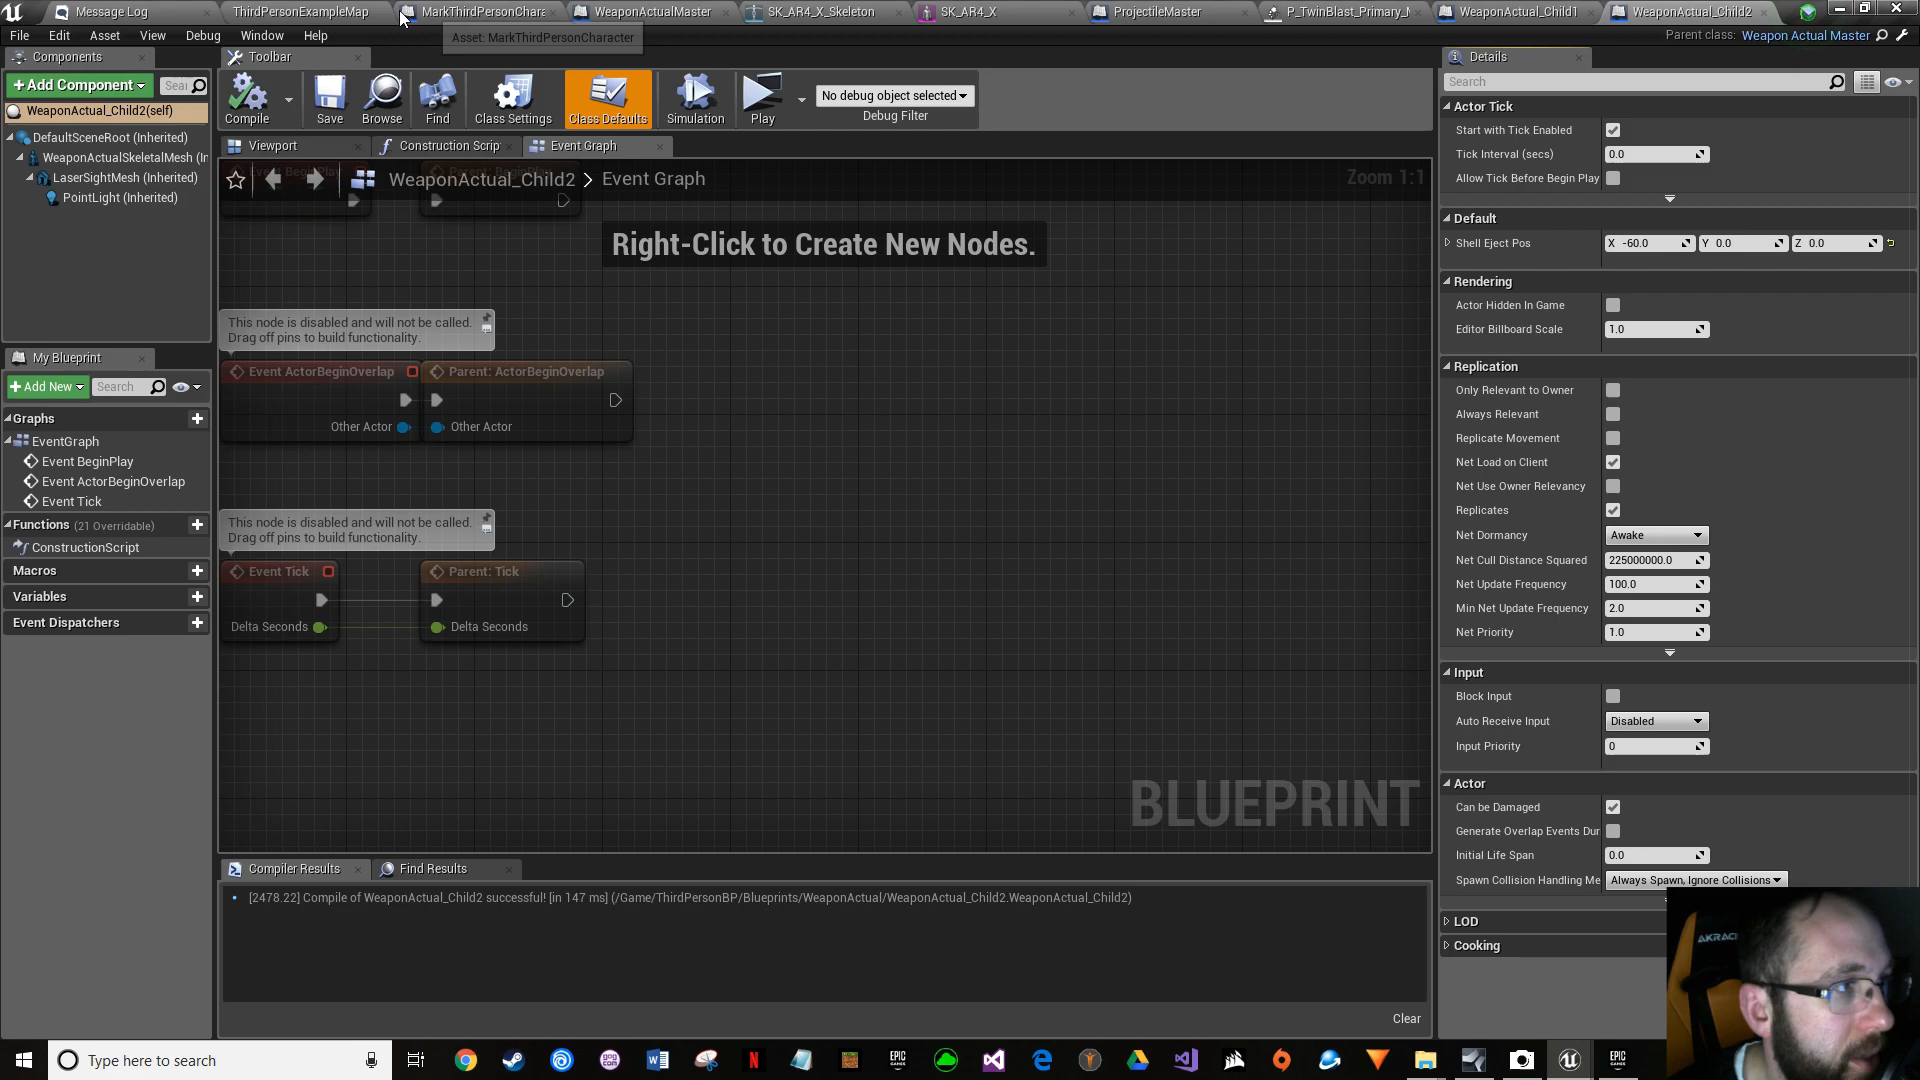 Message Log
ThirdPersonExampleMap
MarkThirdPersonChara
WeaponActualMaster
SK_AR4_X_Skeleton
SK_AR4_X
ProjectileMaster
P_TwinBlast_Primary_
WeaponActual_Child1
WeaponActual_Child2
File Edit Asset View Debug Window Help
Asset: MarkThirdPersonCharacter
Parent class: Weapon Actual Master
Components
Toolbar
Details
+Add Component
Sea
Search
WeaponActual_Child2(self)
DefaultSceneRoot (Inherited)
WeaponActualSkeletalMesh (In
LaserSightMesh (Inherited)
PointLight (Inherited)
Compile
Save
Browse
Find
Class Settings
Class Defaults
Simulation
Play
No debug object selected
Debug Filter
Viewport
Construction Scrip
Event Graph
WeaponActual_Child2 > Event Graph
Zoom 1:1
Right-Click to Create New Nodes.
This node is disabled and will not be called.
Drag off pins to build functionality.
Event ActorBeginOverlap
Parent: ActorBeginOverlap
Other Actor
Other Actor
This node is disabled and will not be called.
Drag off pins to build functionality.
Event Tick
Parent: Tick
Delta Seconds
Delta Seconds
BLUEPRINT
My Blueprint
+Add New
Search
Graphs
EventGraph
Event BeginPlay
Event ActorBeginOverlap
Event Tick
Functions (21 Overridable)
ConstructionScript
Macros
Variables
Event Dispatchers
Compiler Results
Find Results
[2478.22] Compile of WeaponActual_Child2 successful! [in 147 ms] (/Game/ThirdPersonBP/Blueprints/WeaponActual/WeaponActual_Child2.WeaponActual_Child2)
Clear
Actor Tick
Start with Tick Enabled
Tick Interval (secs) 0.0
Allow Tick Before Begin Play
Default
Shell Eject Pos X -60.0 Y 0.0 Z 0.0
Rendering
Actor Hidden In Game
Editor Billboard Scale 1.0
Replication
Only Relevant to Owner
Always Relevant
Replicate Movement
Net Load on Client
Net Use Owner Relevancy
Replicates
Net Dormancy Awake
Net Cull Distance Squared 225000000.0
Net Update Frequency 100.0
Min Net Update Frequency 2.0
Net Priority 1.0
Input
Block Input
Auto Receive Input Disabled
Input Priority 0
Actor
Can be Damaged
Generate Overlap Events Dur
Initial Life Span 0.0
Spawn Collision Handling Me Always Spawn, Ignore Collisions
LOD
Cooking
AKRAC
Type here to search
EPIC GAMES
EPIC GAMES